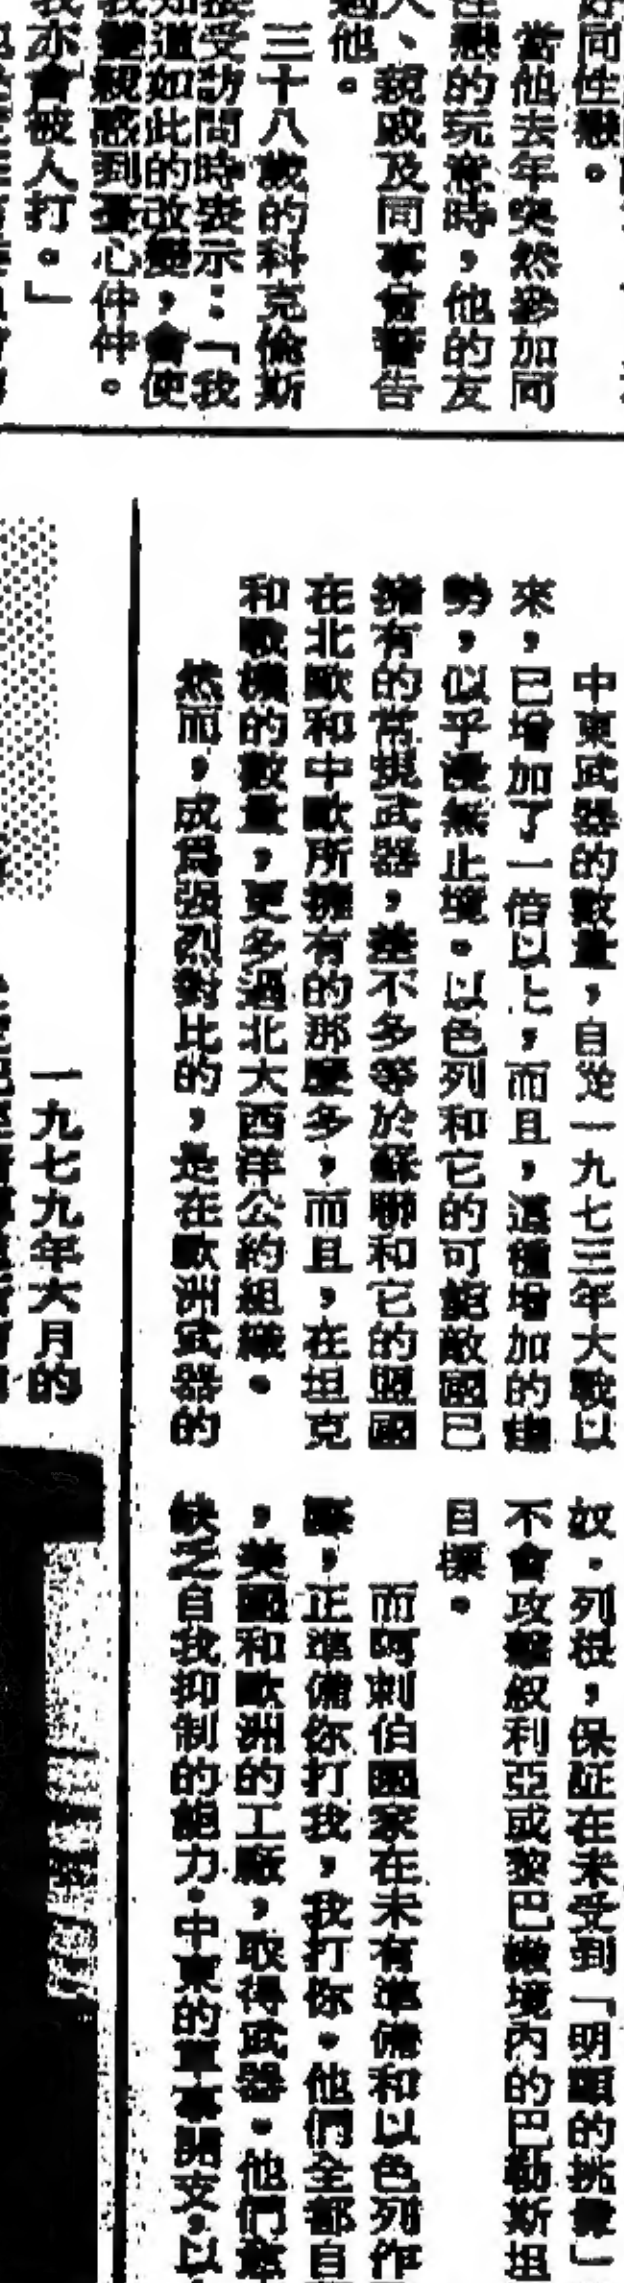 好同性戀。
當他去年突然參加同
性戀的玩意時，他的友
人、親戚及同事曾警告
過他。
三十八歲的科克倫斯
接受訪問時表示：「我
知道如此的改變，會使
我雙親感到憂心仲仲。
我亦會被人打。」
中東武器的數量，自從一九七三年大戰以
來，已增加了一倍以上，而且，這種增加的趨
勢，似乎漫無止境。以色列和它的可能敵國已
擁有的常規武器，差不多等於蘇聯和它的盟國
在北歐和中歐所擁有的那麼多，而且，在坦克
和戰機的數量，更多過北大西洋公約組織。
然而，成爲强烈對比的，是在歐洲武器的
奴．列根，保証在未受到「明顯的挑釁」
不會攻擊叙利亞或黎巴嫩境內的巴勒斯坦
目標。
而阿剌伯國家在未有準備和以色列作
，正準備你打我，我打你。他們全部自
，美國和歐洲的工廠，取得武器。他們
缺乏自我抑制的能力。中東的軍事開支，以
一九七九年六月的